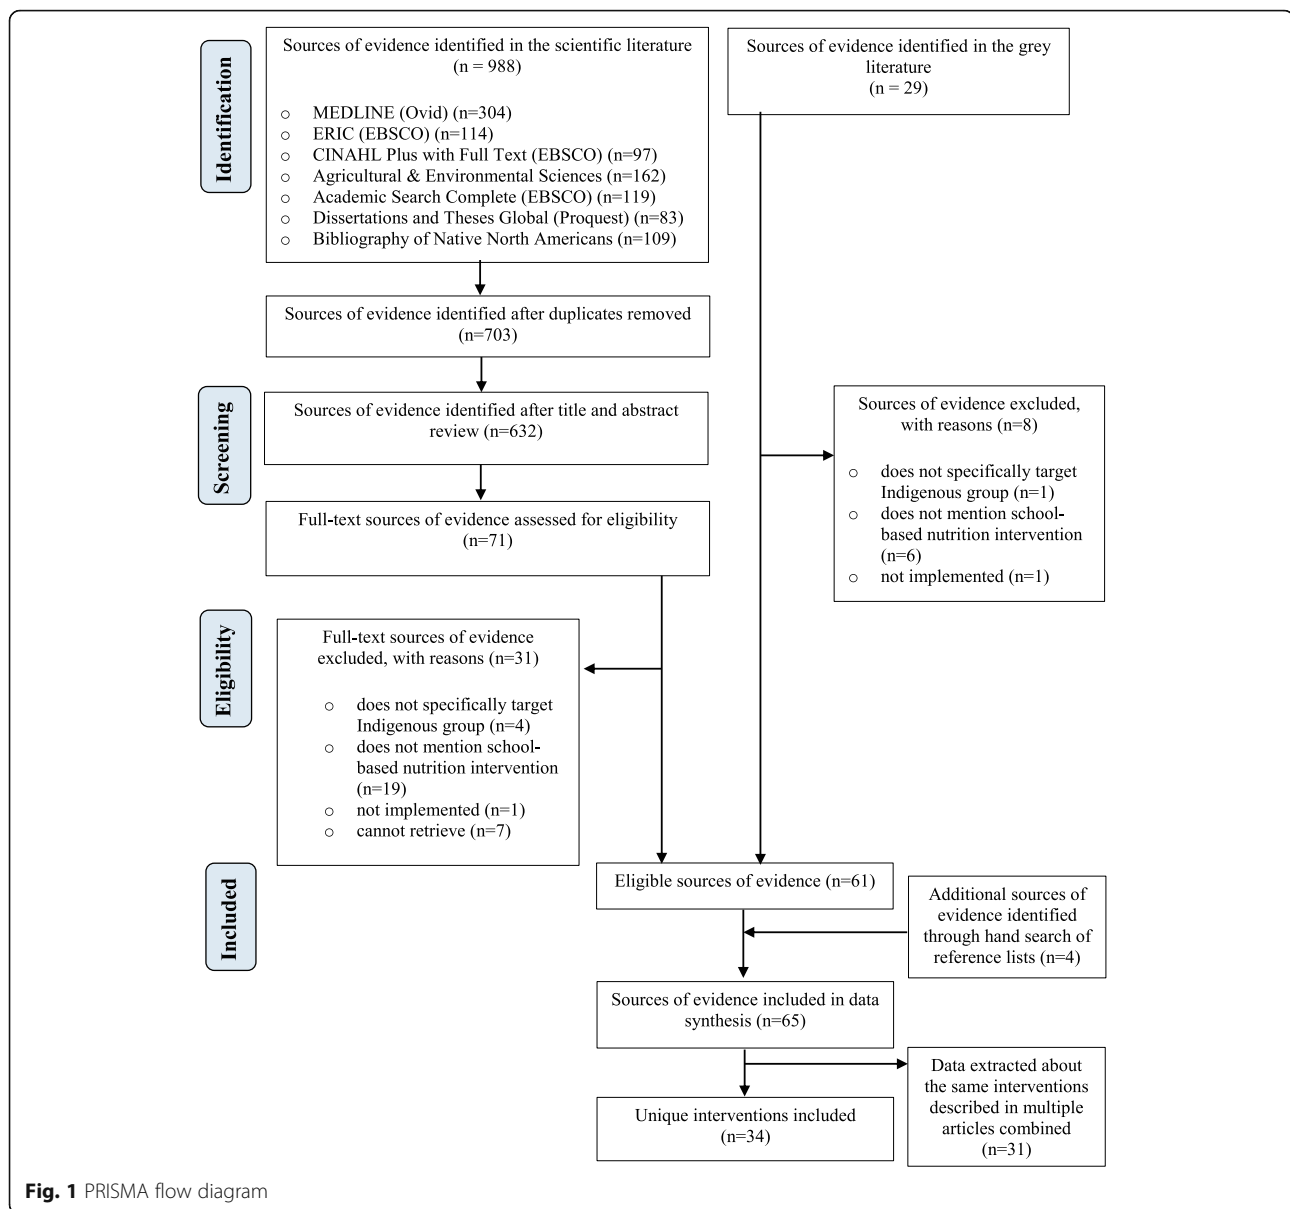 Identification
Sources of evidence identified in the scientific literature
(n = 988)
o MEDLINE (Ovid) (n=304)
o ERIC (EBSCO) (n=114)
o CINAHL Plus with Full Text (EBSCO) (n=97)
o Agricultural & Environmental Sciences (n=162)
o Academic Search Complete (EBSCO) (n=119)
o Dissertations and Theses Global (Proquest) (n=83)
o Bibliography of Native North Americans (n=109)
Sources of evidence identified in the grey
literature
(n = 29)
Sources of evidence identified after duplicates removed
(n=703)
Screening
Sources of evidence identified after title and abstract
review (n=632)
Full-text sources of evidence assessed for eligibility
(n=71)
Sources of evidence excluded,
with reasons (n=8)
o does not specifically target
Indigenous group (n=1)
o does not mention school-
based nutrition intervention
(n=6)
o not implemented (n=1)
Eligibility
Full-text sources of evidence
excluded, with reasons (n=31)
o does not specifically target
Indigenous group (n=4)
o does not mention school-
based nutrition intervention
(n=19)
o not implemented (n=1)
o cannot retrieve (n=7)
Included
Eligible sources of evidence (n=61)
Additional sources of
evidence identified
through hand search of
reference lists (n=4)
Sources of evidence included in data
synthesis (n=65)
Data extracted about
the same interventions
described in multiple
articles combined
(n=31)
Unique interventions included
(n=34)
Fig. 1 PRISMA flow diagram